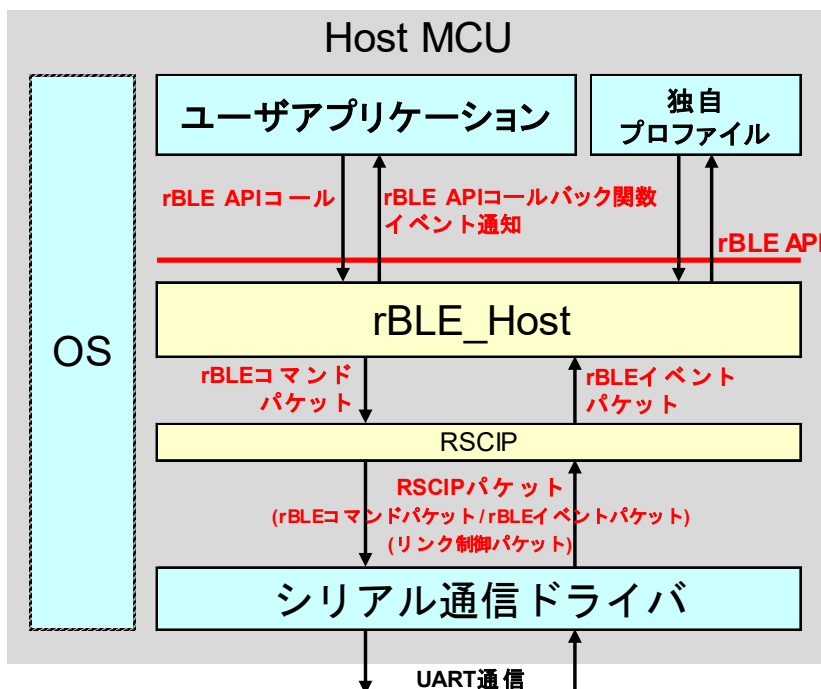 Host MCU
ユーザアプリケーション
独自
プロファイル
rBLE APIコール
rBLE APIコールバック関数
イベント通知
rBLE API
OS
rBLE_Host
rBLEコマンド
パケット
rBLEイベント
パケット
RSCIP
RSCIPパケット
(rBLEコマンドパケット/rBLEイベントパケット)
(リンク制御パケット)
シリアル通信ドライバ
UART通信